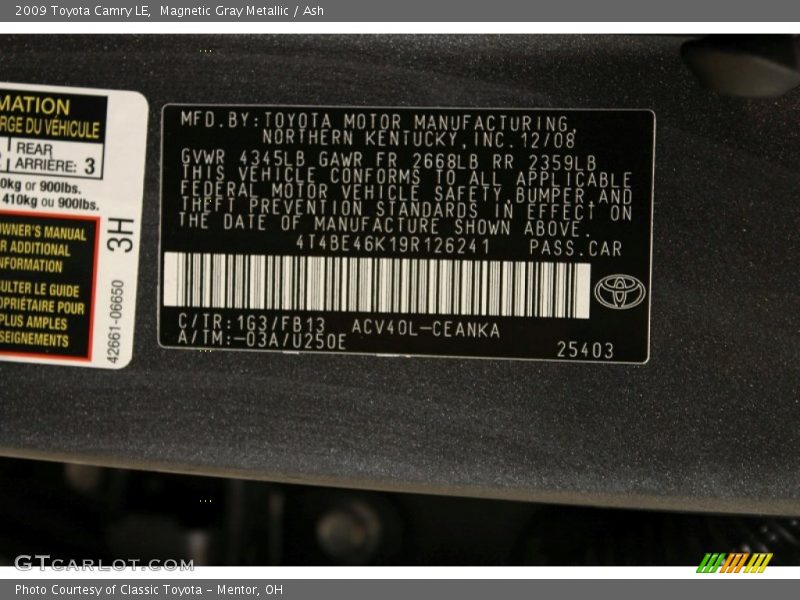 2009 Toyota Camry LE, Magnetic Gray Metallic / Ash
MATION
RGE DU VÉHICULE
REAR
ARRIÈRE: 3
0kg or 900lbs.
410kg ou 900lbs.
OWNER'S MANUAL
R ADDITIONAL
NFORMATION
SULTER LE GUIDE
OPRIÉTAIRE POUR
PLUS AMPLES
SEIGNEMENTS
3H
42661-06650
MFD.BY:TOYOTA MOTOR MANUFACTURING,
NORTHERN KENTUCKY,INC.12/08
GVWR 4345LB GAWR FR 2668LB RR 2359LB
THIS VEHICLE CONFORMS TO ALL APPLICABLE
FEDERAL MOTOR VEHICLE SAFETY,BUMPER,AND
THEFT PREVENTION STANDARDS IN EFFECT ON
THE DATE OF MANUFACTURE SHOWN ABOVE.
4T4BE46K19R126241 PASS.CAR
C/TR:1G3/FB13 ACV40L-CEANKA
A/TM:-03A/U250E
25403
GTCARLOT.COM
Photo Courtesy of Classic Toyota - Mentor, OH